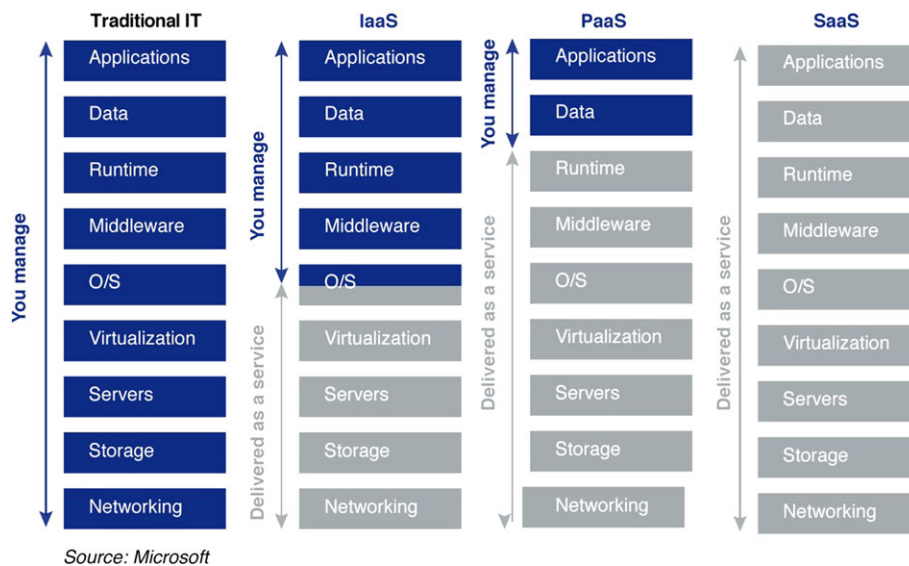 Traditional IT
You manage
Applications
Data
Runtime
Middleware
O/S
Virtualization
Servers
Storage
Networking
IaaS
You manage
Delivered as a service
Applications
Data
Runtime
Middleware
O/S
Virtualization
Servers
Storage
Networking
PaaS
You manage
Delivered as a service
Applications
Data
Runtime
Middleware
O/S
Virtualization
Servers
Storage
Networking
SaaS
Delivered as a service
Applications
Data
Runtime
Middleware
O/S
Virtualization
Servers
Storage
Networking
Source: Microsoft